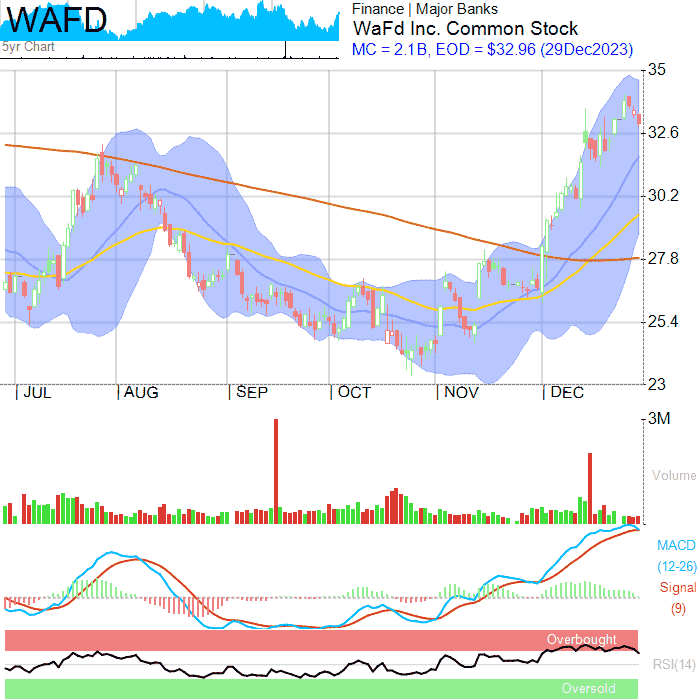 WAFD
5yr Chart
Finance | Major Banks
WaFd Inc. Common Stock
MC = 2.1B, EOD = $32.96 (29Dec2023)
35
32.6
30.2
27.8
25.4
23
| JUL | AUG | SEP | OCT | NOV | DEC
3M
Volume
MACD
(12-26)
Signal
(9)
Overbought
RSI(14)
Oversold